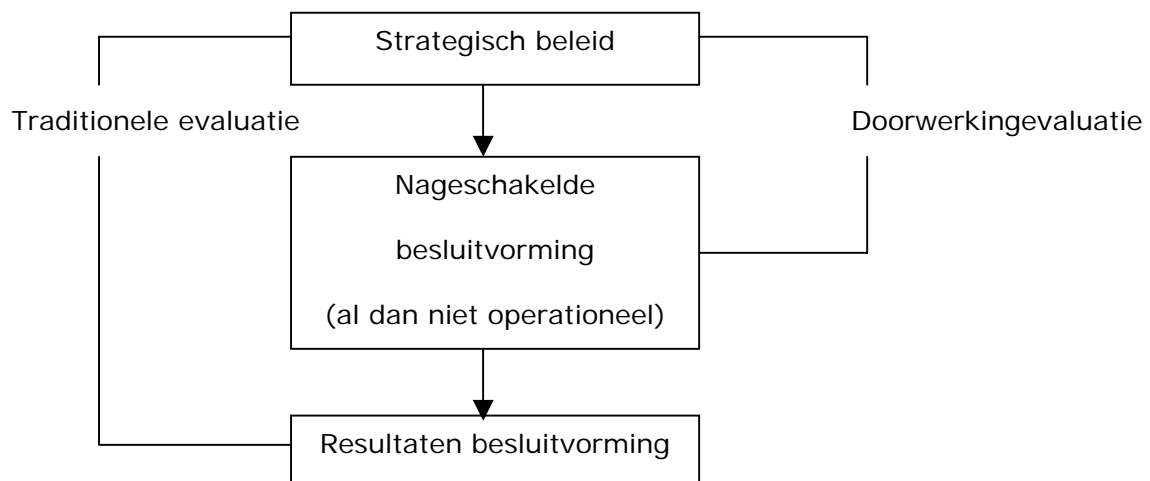 Strategisch beleid
Traditionele evaluatie
Doorwerkingevaluatie
Nageschakelde
besluitvorming
(al dan niet operationeel)
Resultaten besluitvorming